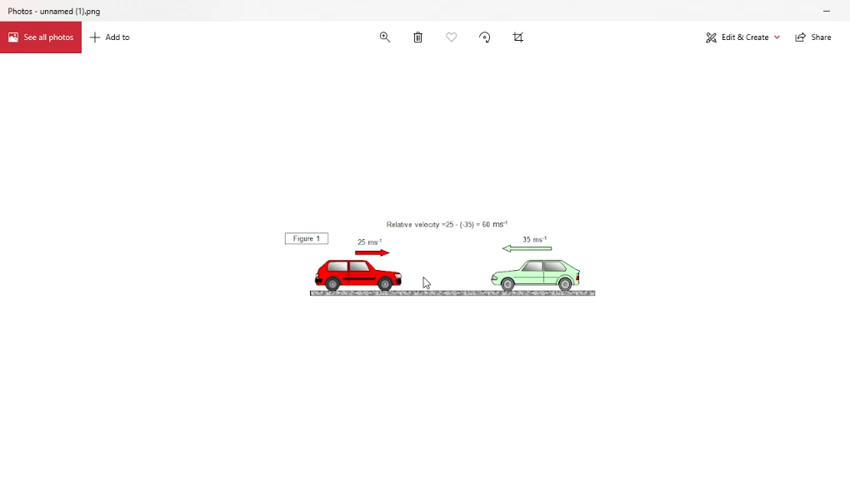 Photos - unnamed (1).png
See all photos
Add to
Edit & Create
Share
Relative velocity =25 - (-35) = 60 ms⁻¹
Figure 1
25 ms⁻¹
35 ms⁻¹